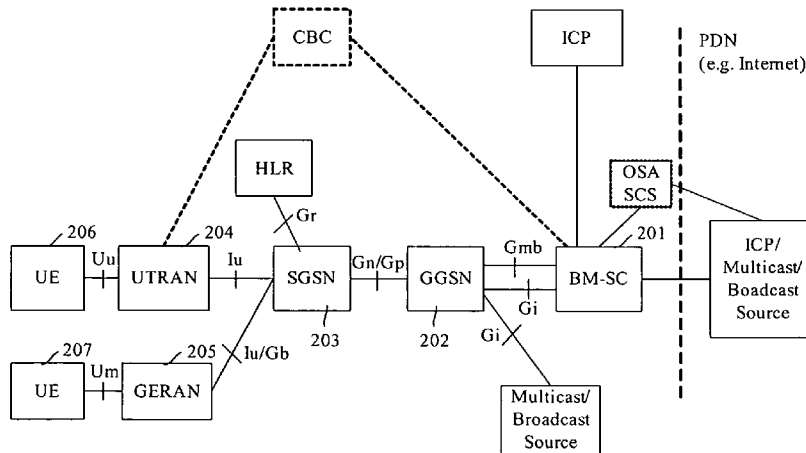 CBC
ICP
PDN
(e.g. Internet)
HLR
OSA
SCS
Gr
206
204
201
Uu
Iu
Gn/Gp
Gmb
UE
UTRAN
SGSN
GGSN
BM-SC
ICP/
Multicast/
Broadcast
Source
Gi
203
202
Gi
207
205
Iu/Gb
Um
UE
GERAN
Multicast/
Broadcast
Source